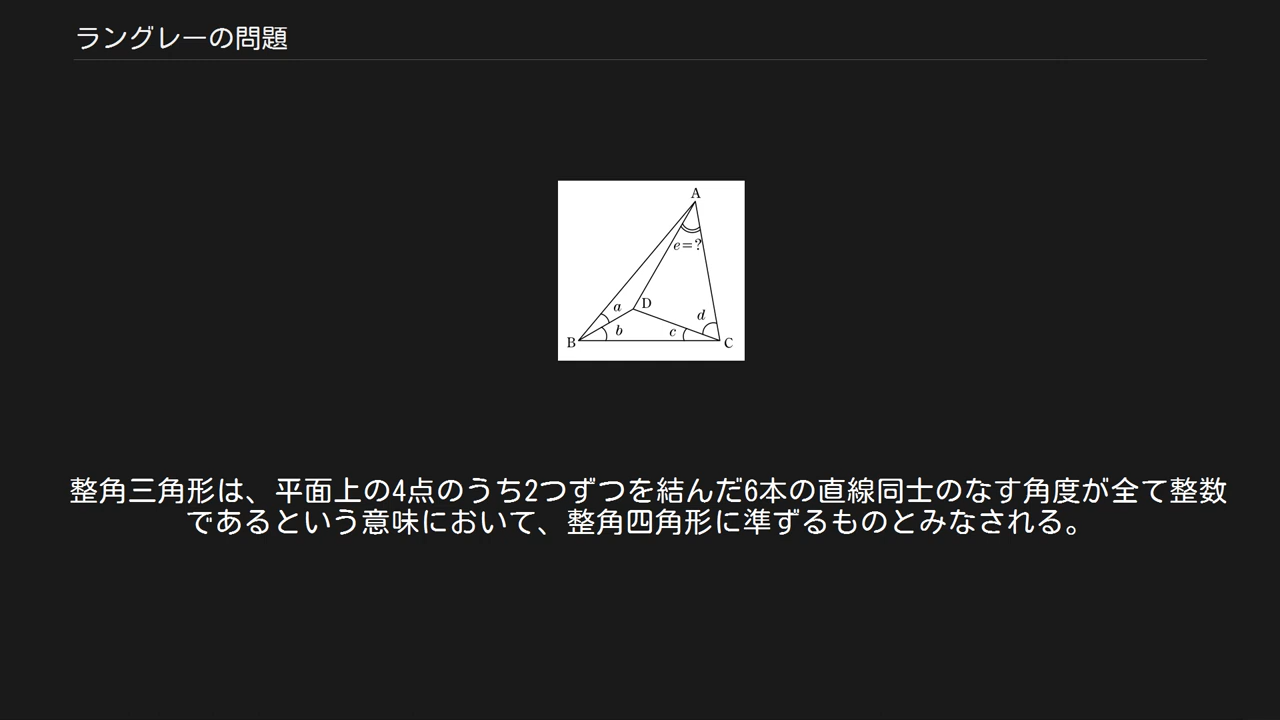 ラングレーの問題
A
e=?
a
D
d
b
c
B
C
整角三角形は、平面上の4点のうち2つずつを結んだ6本の直線同士のなす角度が全て整数
であるという意味において、整角四角形に準ずるものとみなされる。